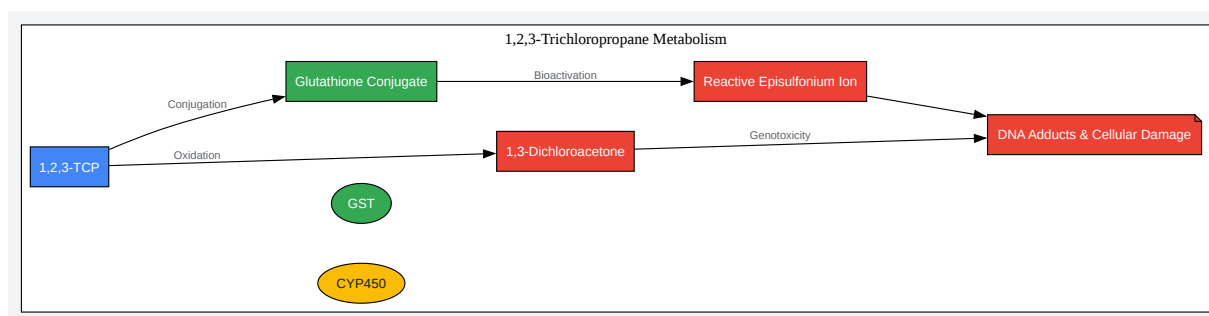 1,2,3-Trichloropropane Metabolism
Glutathione Conjugate
Bioactivation
Reactive Episulfonium Ion
Conjugation
DNA Adducts & Cellular Damage
1,2,3-TCP
Oxidation
1,3-Dichloroacetone
Genotoxicity
GST
CYP450